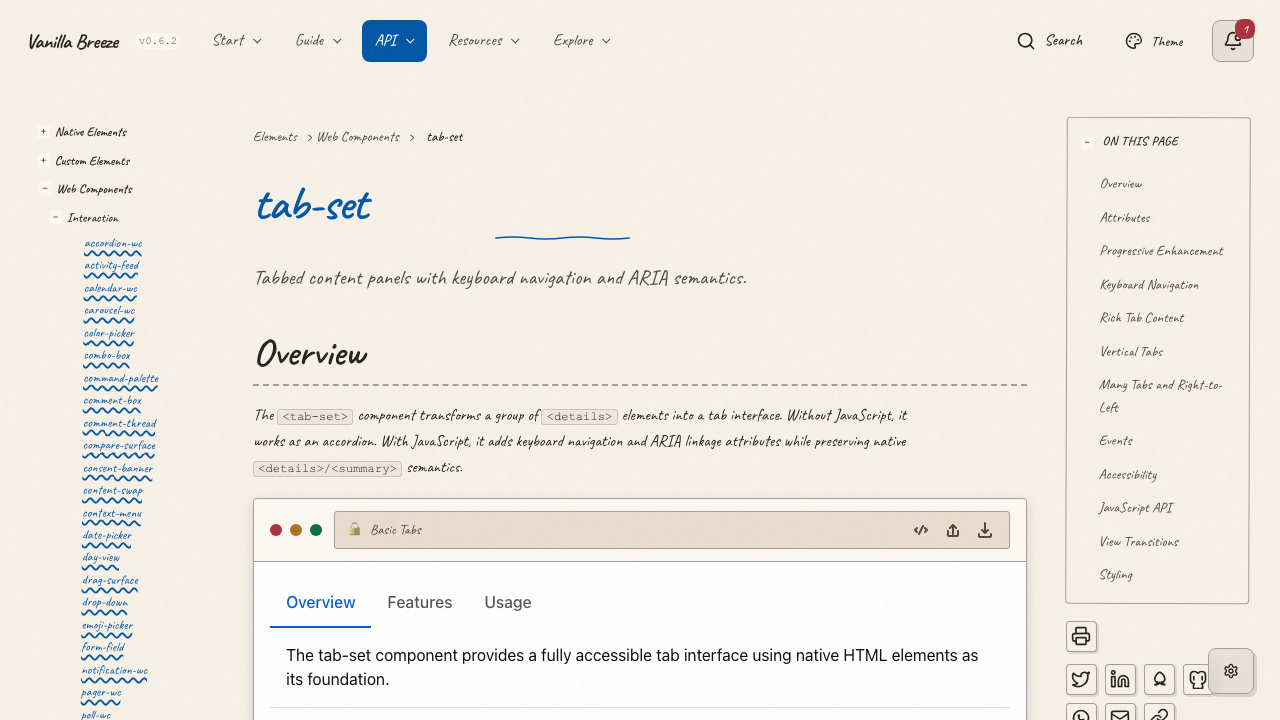 Vanilla Breeze v0.6.2 Start Guide API Resources Explore Search Theme 1
+ Native Elements
+ Custom Elements
- Web Components
- Interaction
accordion-wc
activity-feed
calendar-wc
carousel-wc
color-picker
combo-box
command-palette
comment-box
comment-thread
compare-surface
consent-banner
content-swap
context-menu
date-picker
day-view
drag-surface
drop-down
emoji-picker
form-field
notification-wc
pager-wc
poll-wc
Elements > Web Components > tab-set
tab-set
Tabbed content panels with keyboard navigation and ARIA semantics.
Overview
The <tab-set> component transforms a group of <details> elements into a tab interface. Without JavaScript, it
works as an accordion. With JavaScript, it adds keyboard navigation and ARIA linkage attributes while preserving native
<details>/<summary> semantics.
Basic Tabs
Overview Features Usage
The tab-set component provides a fully accessible tab interface using native HTML elements as
its foundation.
- ON THIS PAGE
Overview
Attributes
Progressive Enhancement
Keyboard Navigation
Rich Tab Content
Vertical Tabs
Many Tabs and Right-to-
Left
Events
Accessibility
JavaScript API
View Transitions
Styling